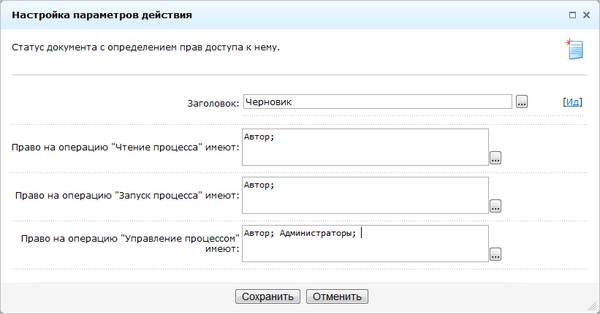 Настройка параметров действия
Статус документа с определением прав доступа к нему.
Заголовок: Черновик ... [Ид]
Право на операцию "Чтение процесса" имеют: Автор; ...
Право на операцию "Запуск процесса" имеют: Автор; ...
Право на операцию "Управление процессом" имеют: Автор; Администраторы; ...
Сохранить Отменить